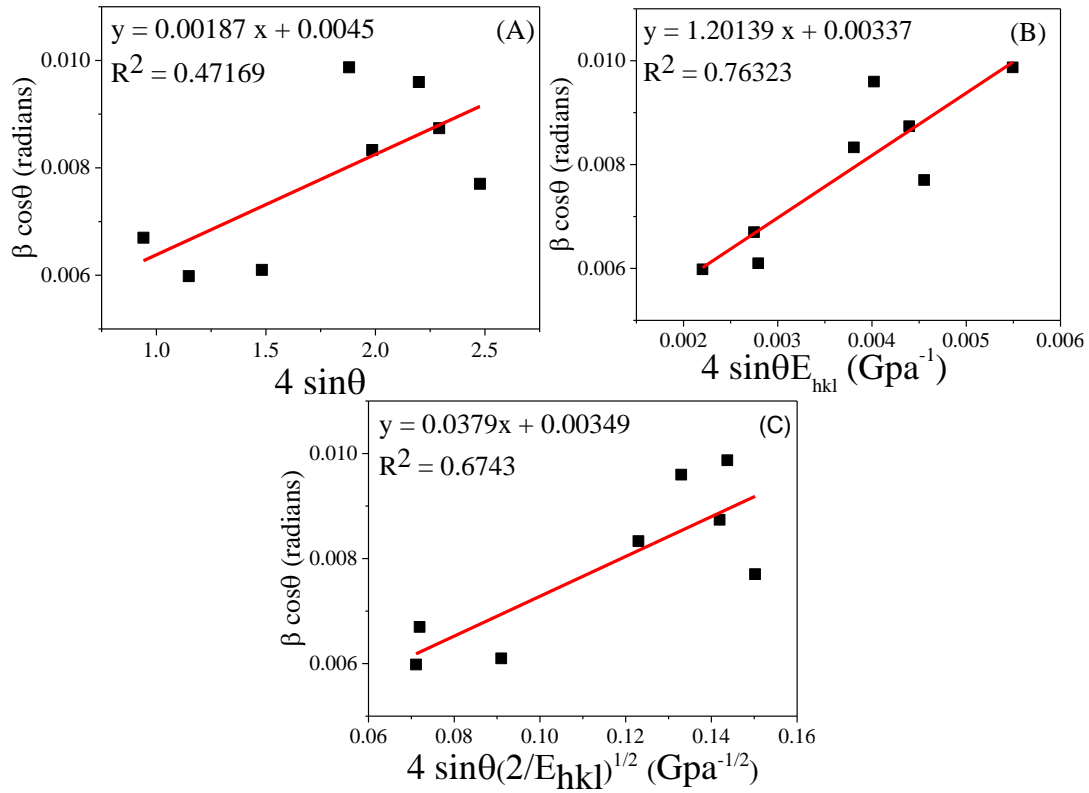 y = 0.00187 x + 0.0045
(A)
R² = 0.47169
0.010
0.008
0.006
β cosθ (radians)
1.0 1.5 2.0 2.5
4 sinθ
y = 1.20139 x + 0.00337
(B)
R² = 0.76323
0.010
0.008
0.006
β cosθ (radians)
0.002 0.003 0.004 0.005 0.006
4 sinθE_hkl (Gpa⁻¹)
y = 0.0379x + 0.00349
(C)
R² = 0.6743
0.010
0.008
0.006
β cosθ (radians)
0.06 0.08 0.10 0.12 0.14 0.16
4 sinθ(2/E_hkl)^1/2 (Gpa^-1/2)